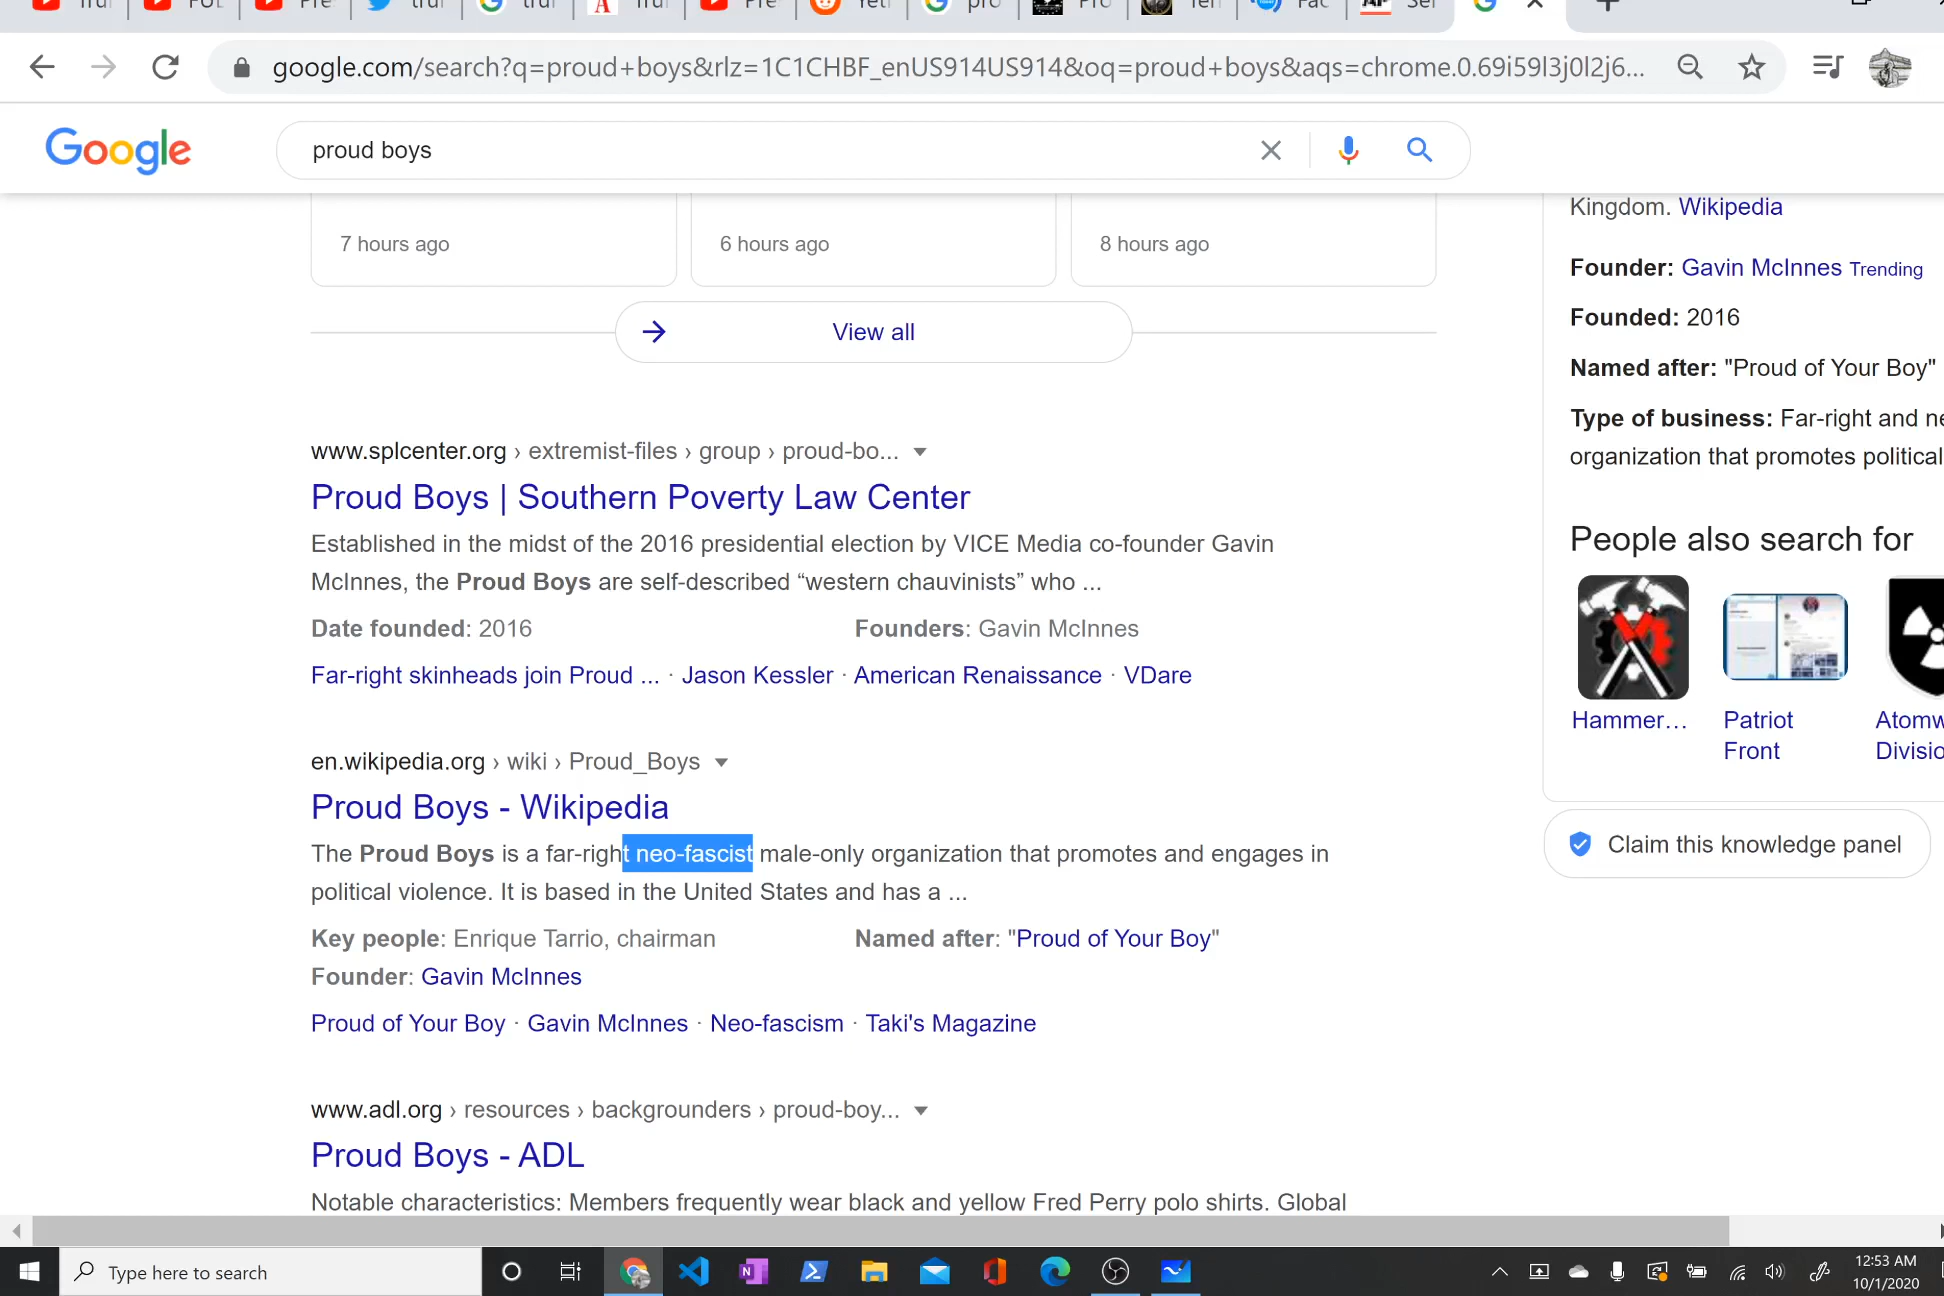 google.com/search?q=proud+boys&rlz=1C1CHBF_enUS914US914&oq=proud+boys&aqs=chrome.0.69i59l3j0l2j6...
Google
proud boys
7 hours ago
6 hours ago
8 hours ago
View all
www.splcenter.org › extremist-files › group › proud-bo...
Proud Boys | Southern Poverty Law Center
Established in the midst of the 2016 presidential election by VICE Media co-founder Gavin
McInnes, the Proud Boys are self-described “western chauvinists” who ...
Date founded: 2016
Founders: Gavin McInnes
Far-right skinheads join Proud ... · Jason Kessler · American Renaissance · VDare
en.wikipedia.org › wiki › Proud_Boys
Proud Boys - Wikipedia
The Proud Boys is a far-right neo-fascist male-only organization that promotes and engages in
political violence. It is based in the United States and has a ...
Key people: Enrique Tarrio, chairman
Named after: "Proud of Your Boy"
Founder: Gavin McInnes
Proud of Your Boy · Gavin McInnes · Neo-fascism · Taki's Magazine
www.adl.org › resources › backgrounders › proud-boy...
Proud Boys - ADL
Notable characteristics: Members frequently wear black and yellow Fred Perry polo shirts. Global
Kingdom. Wikipedia
Founder: Gavin McInnes Trending
Founded: 2016
Named after: "Proud of Your Boy"
Type of business: Far-right and ne
organization that promotes political
People also search for
Hammer...
Patriot
Front
Atomw
Divisio
Claim this knowledge panel
Type here to search
12:53 AM
10/1/2020